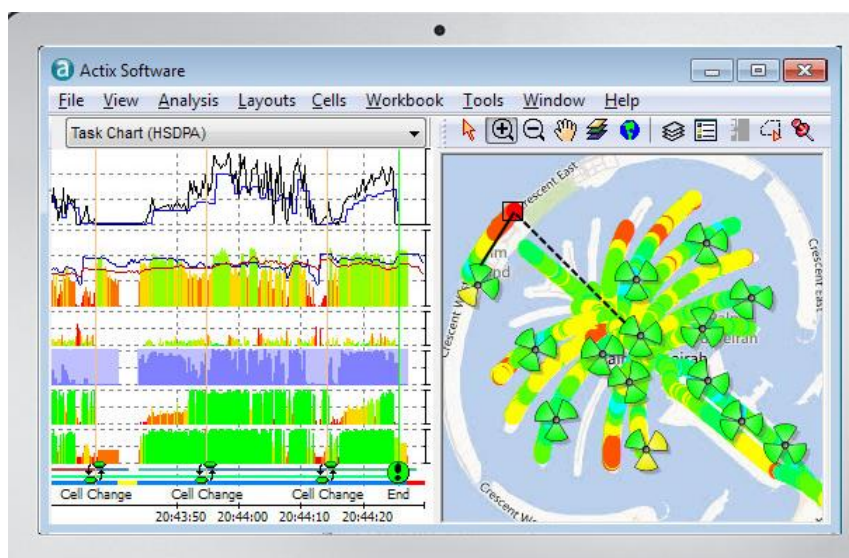 Actix Software
File View Analysis Layouts Cells Workbook Tools Window Help
Task Chart (HSDPA)
Cell Change Cell Change Cell Change End
20:43:50 20:44:00 20:44:10 20:44:20
Crescent East
Crescent East
Crescent
Crescent